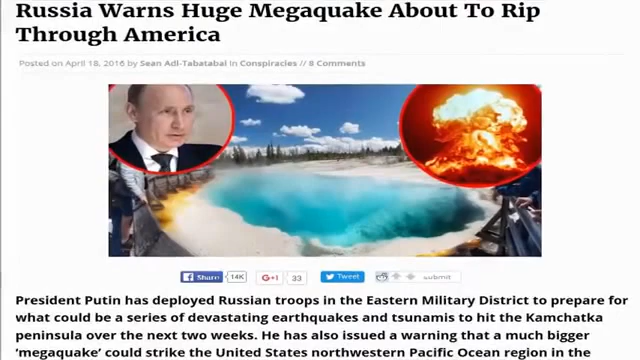 Russia Warns Huge Megaquake About To Rip
Through America
Posted on April 18, 2016 by Sean Adl-Tabatabai in Conspiracies // 8 Comments
Share 14K +1 33 Tweet submit
President Putin has deployed Russian troops in the Eastern Military District to prepare for
what could be a series of devastating earthquakes and tsunamis to hit the Kamchatka
peninsula over the next two weeks. He has also issued a warning that a much bigger
'megaquake' could strike the United States northwestern Pacific Ocean region in the